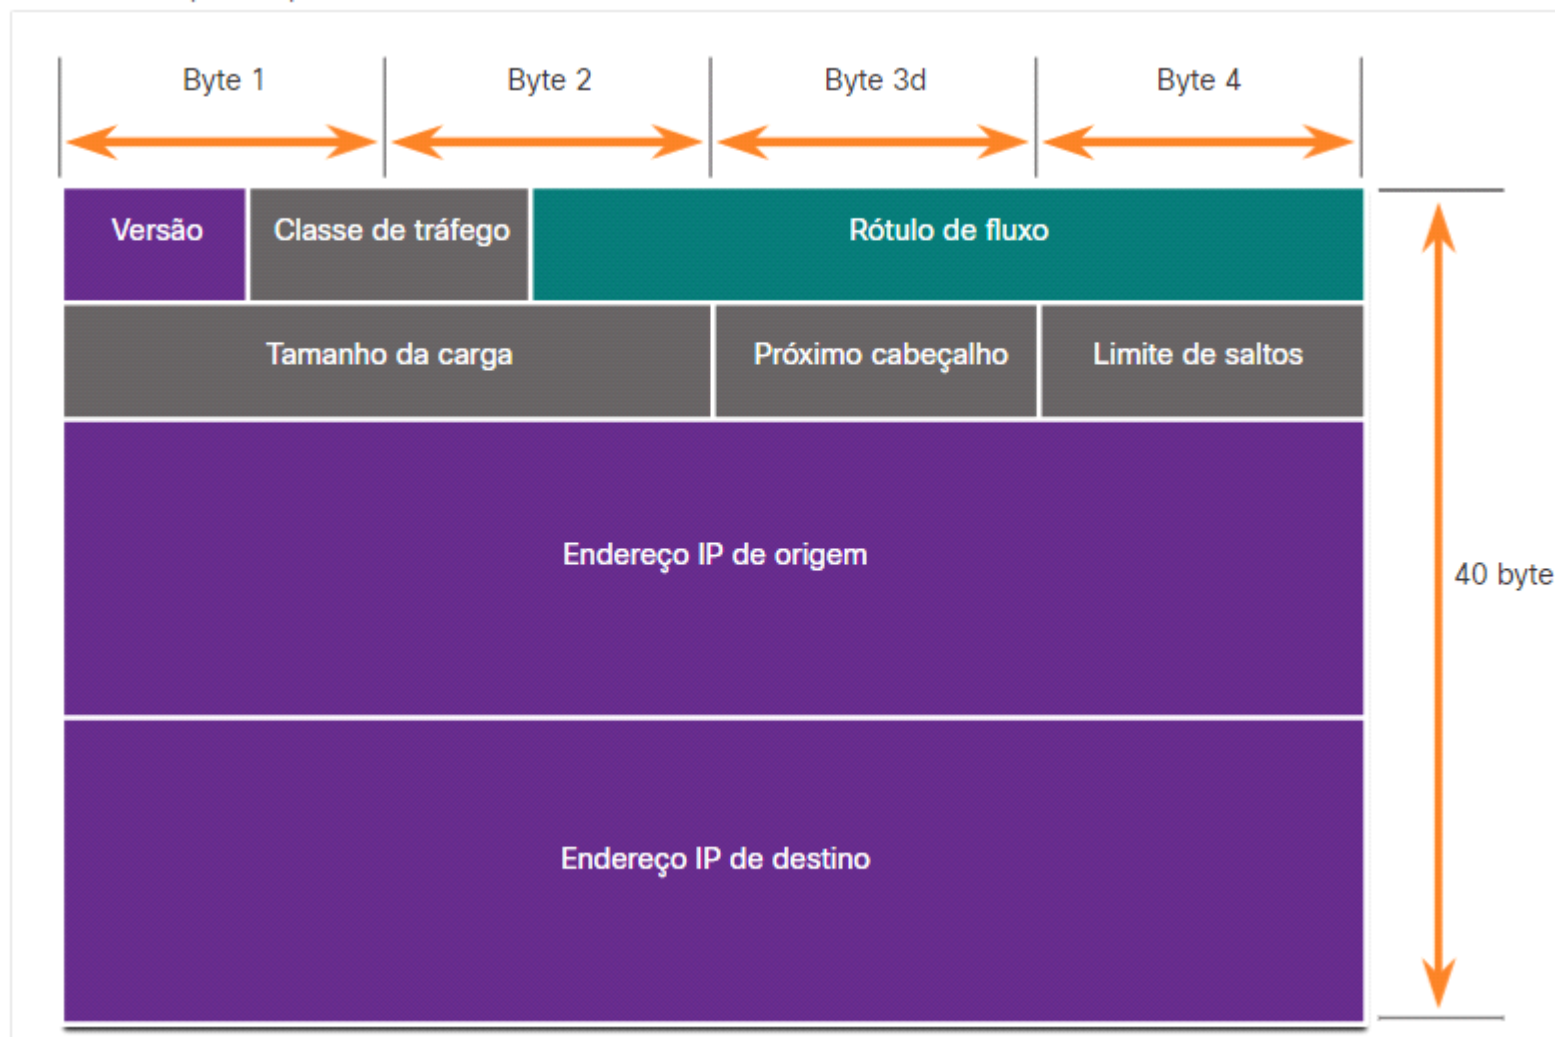 Byte 1 Byte 2 Byte 3d Byte 4
Versão Classe de tráfego Rótulo de fluxo
Tamanho da carga Próximo cabeçalho Limite de saltos
Endereço IP de origem
40 byte
Endereço IP de destino